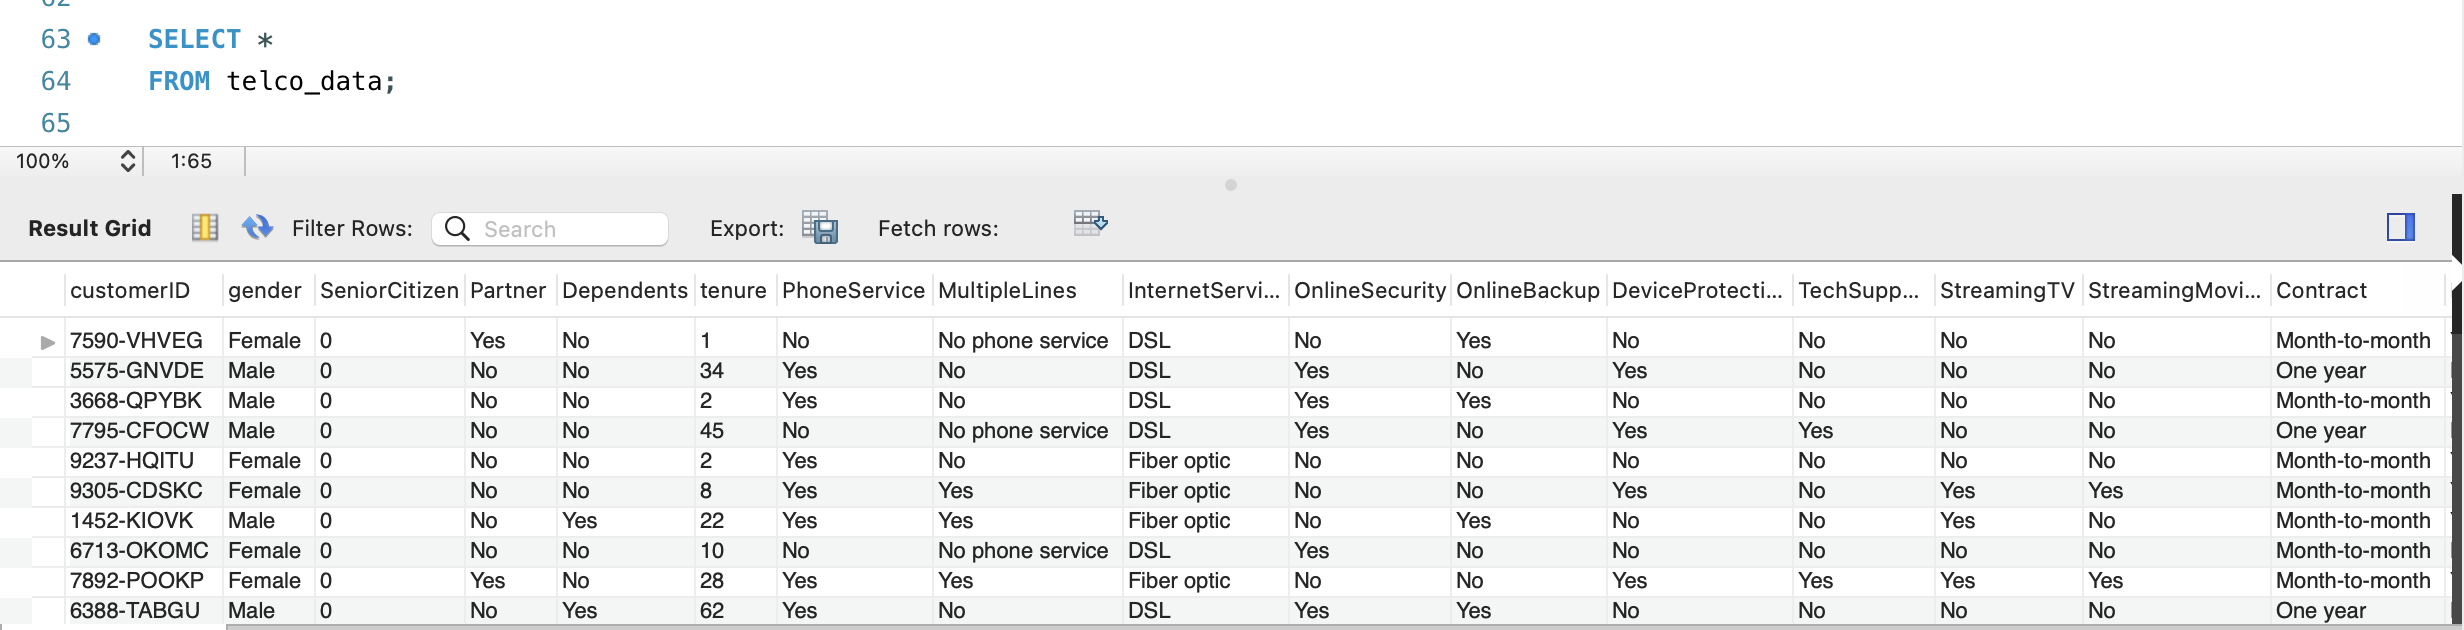 62
63 SELECT *
64 FROM telco_data;
65
100% 1:65
Result Grid Filter Rows: Search Export: Fetch rows:
customerID gender SeniorCitizen Partner Dependents tenure PhoneService MultipleLines InternetServi... OnlineSecurity OnlineBackup DeviceProtecti... TechSupp... StreamingTV StreamingMovi... Contract
7590-VHVEG Female 0 Yes No 1 No No phone service DSL No Yes No No No No Month-to-month
5575-GNVDE Male 0 No No 34 Yes No DSL Yes No Yes No No No One year
3668-QPYBK Male 0 No No 2 Yes No DSL Yes Yes No No No No Month-to-month
7795-CFOCW Male 0 No No 45 No No phone service DSL Yes No Yes Yes No No One year
9237-HQITU Female 0 No No 2 Yes No Fiber optic No No No No No No Month-to-month
9305-CDSKC Female 0 No No 8 Yes Yes Fiber optic No No Yes No Yes Yes Month-to-month
1452-KIOVK Male 0 No Yes 22 Yes Yes Fiber optic No Yes No No Yes No Month-to-month
6713-OKOMC Female 0 No No 10 No No phone service DSL Yes No No No No No Month-to-month
7892-POOKP Female 0 Yes No 28 Yes Yes Fiber optic No No Yes Yes Yes Yes Month-to-month
6388-TABGU Male 0 No Yes 62 Yes No DSL Yes Yes No No No No One year